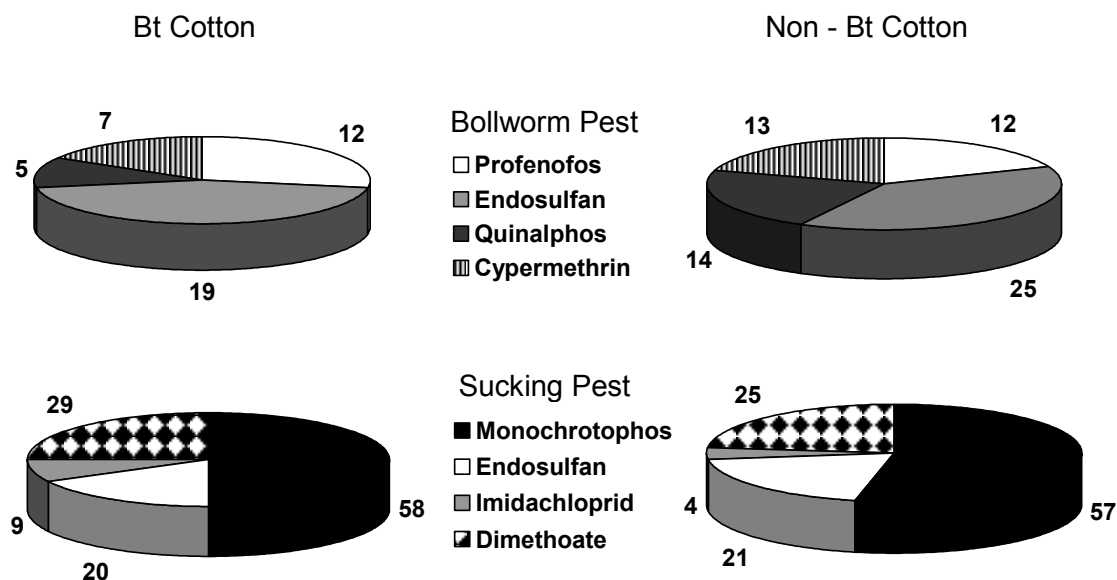 Bt Cotton
Non - Bt Cotton
7
12
5
19
Bollworm Pest
Profenofos
Endosulfan
Quinalphos
Cypermethrin
13
12
14
25
29
58
9
20
Sucking Pest
Monochrotophos
Endosulfan
Imidachloprid
Dimethoate
25
57
4
21